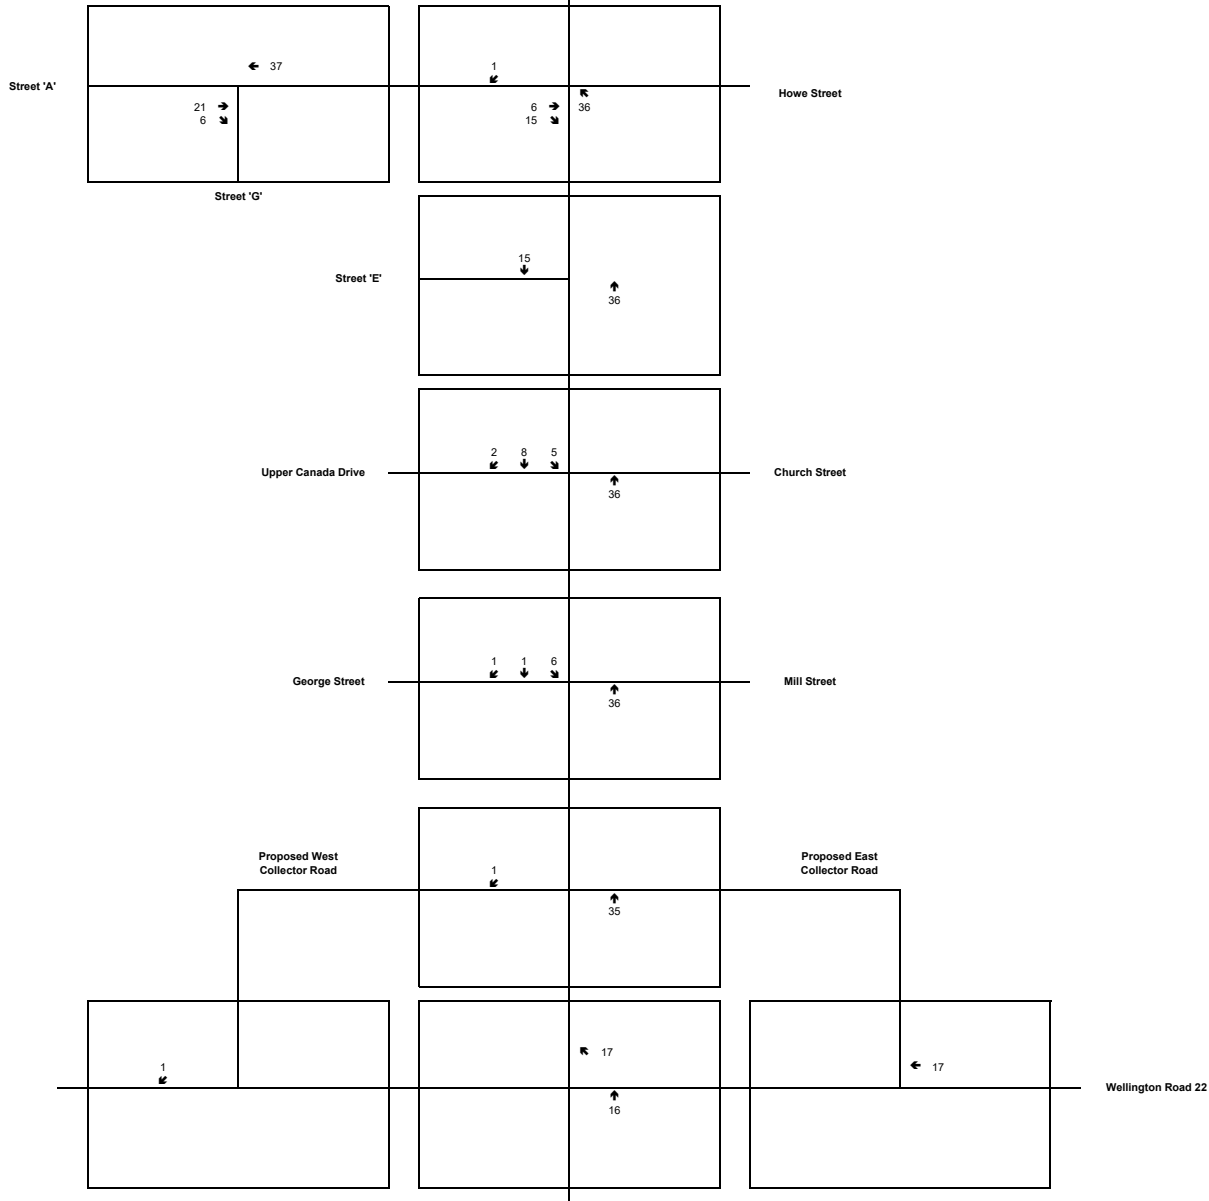 ← 37
1
↙
Street 'A'
Howe Street
21 →
6 ↘
6 →
15 ↘
↖
36
Street 'G'
15
↓
Street 'E'
↑
36
2 8 5
↙ ↓ ↘
Upper Canada Drive
Church Street
↑
36
1 1 6
↙ ↓ ↘
George Street
Mill Street
↑
36
Proposed West
Collector Road
Proposed East
Collector Road
1
↙
↑
35
↖ 17
1
↙
← 17
Wellington Road 22
↑
16